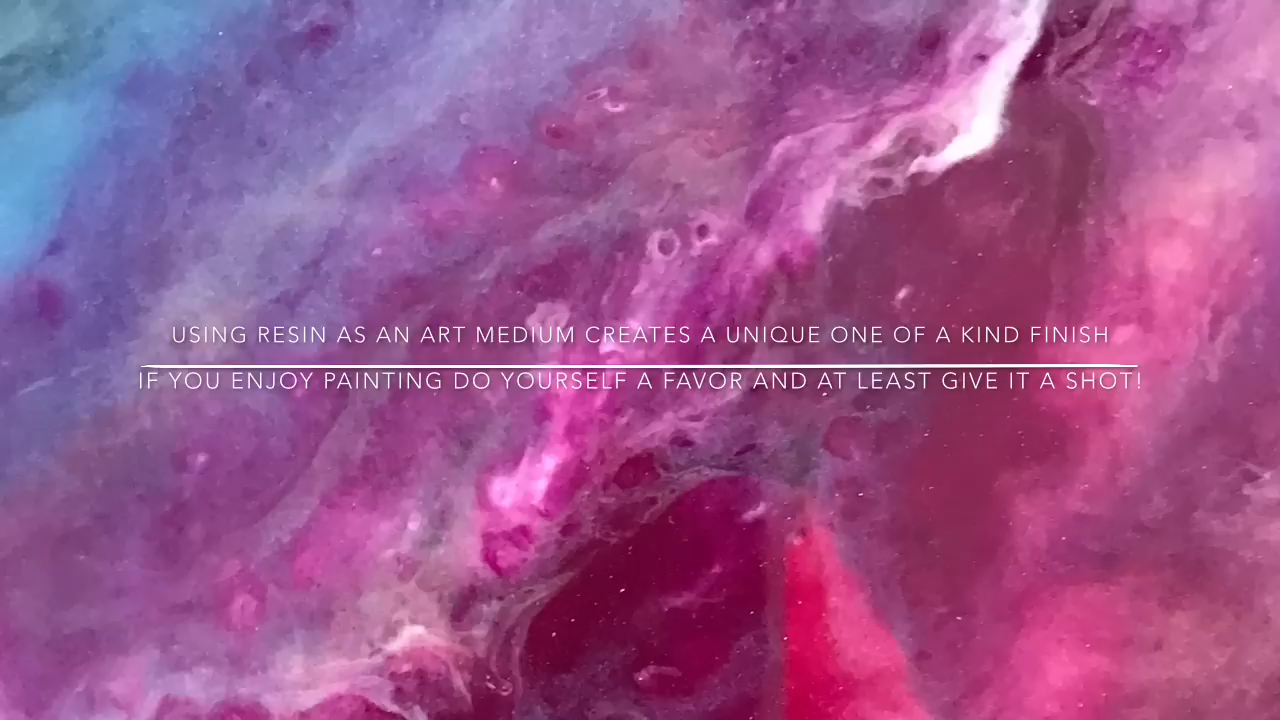 USING RESIN AS AN ART MEDIUM CREATES A UNIQUE ONE OF A KIND FINISH
IF YOU ENJOY PAINTING DO YOURSELF A FAVOR AND AT LEAST GIVE IT A SHOT!